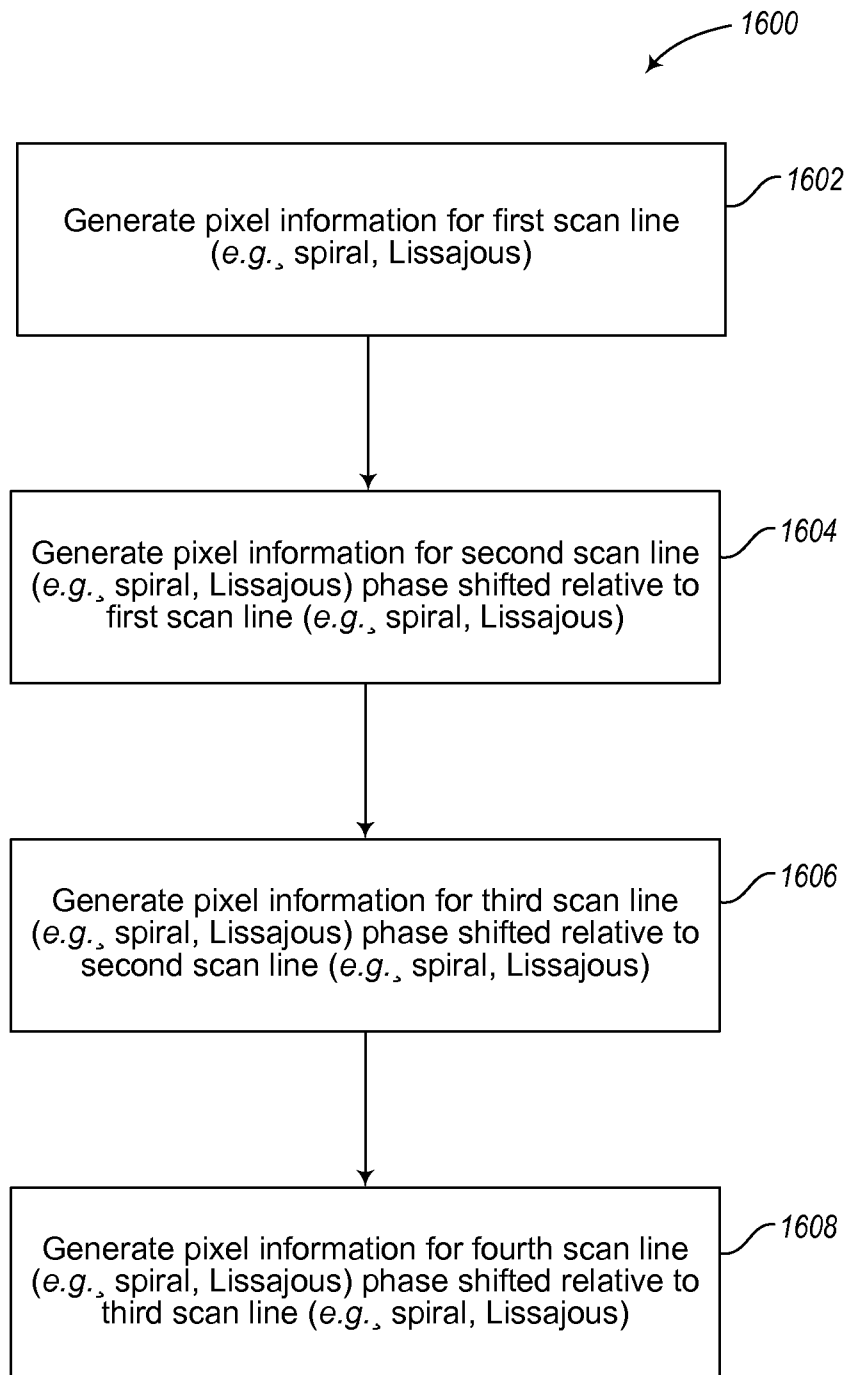 1600
1602
Generate pixel information for first scan line
(e.g.¸ spiral, Lissajous)
1604
Generate pixel information for second scan line
(e.g.¸ spiral, Lissajous) phase shifted relative to
first scan line (e.g.¸ spiral, Lissajous)
1606
Generate pixel information for third scan line
(e.g.¸ spiral, Lissajous) phase shifted relative to
second scan line (e.g.¸ spiral, Lissajous)
1608
Generate pixel information for fourth scan line
(e.g.¸ spiral, Lissajous) phase shifted relative to
third scan line (e.g.¸ spiral, Lissajous)